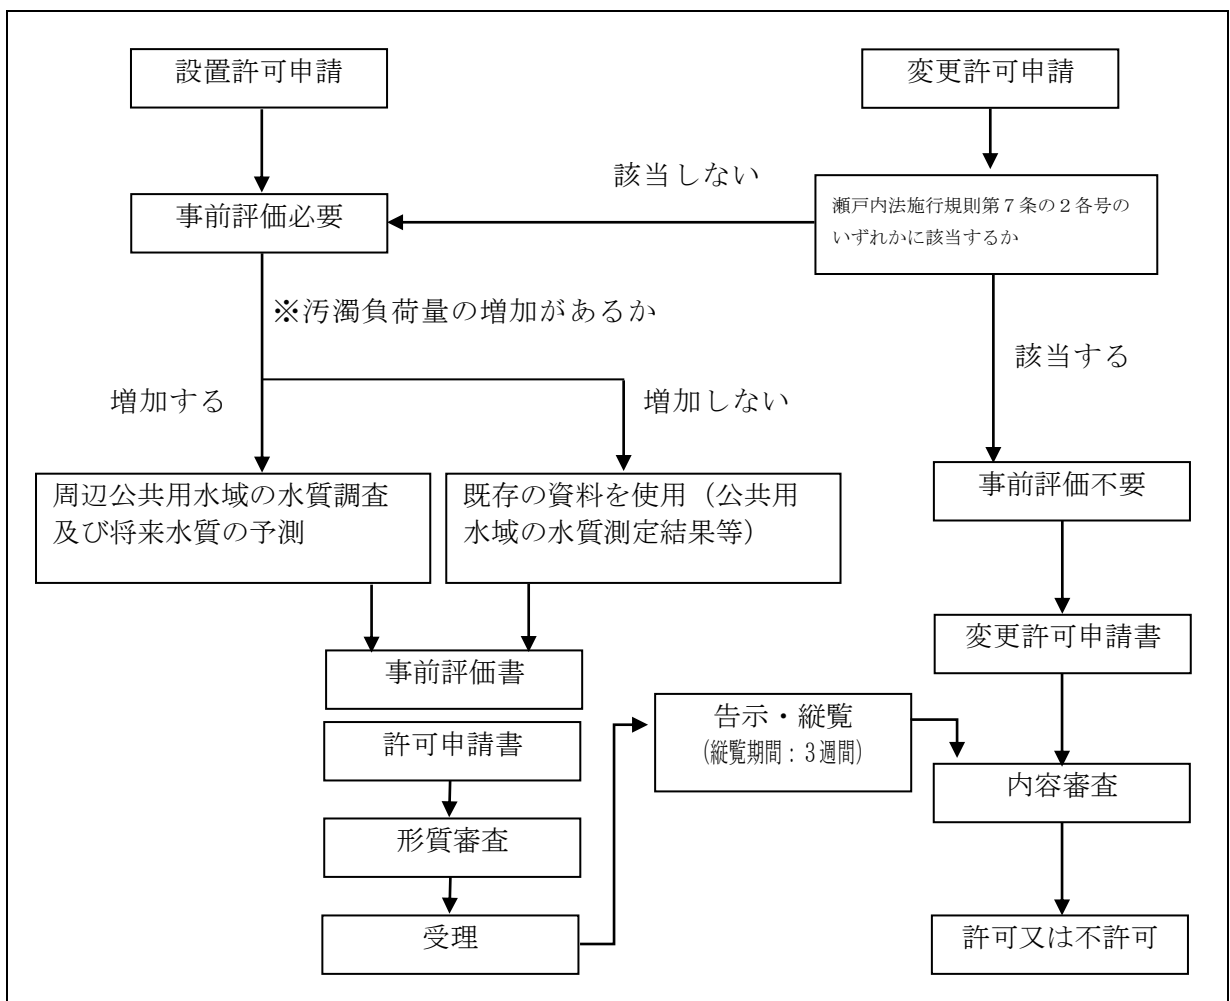 設置許可申請
変更許可申請
該当しない
事前評価必要
瀬戸内法施行規則第７条の２各号の
いずれかに該当するか
※汚濁負荷量の増加があるか
該当する
増加する
増加しない
周辺公共用水域の水質調査
及び将来水質の予測
既存の資料を使用（公共用
水域の水質測定結果等）
事前評価不要
変更許可申請書
事前評価書
許可申請書
告示・縦覧
(縦覧期間：３週間)
内容審査
形質審査
受理
許可又は不許可